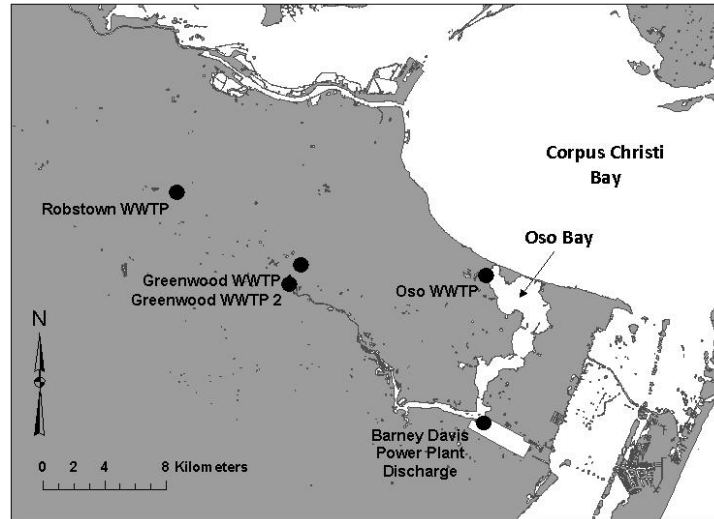 Corpus Christi
Bay
Robstown WWTP
Oso Bay
Greenwood WWTP
Greenwood WWTP 2
Oso WWTP
N
Barney Davis
Power Plant
Discharge
0 2 4 8 Kilometers